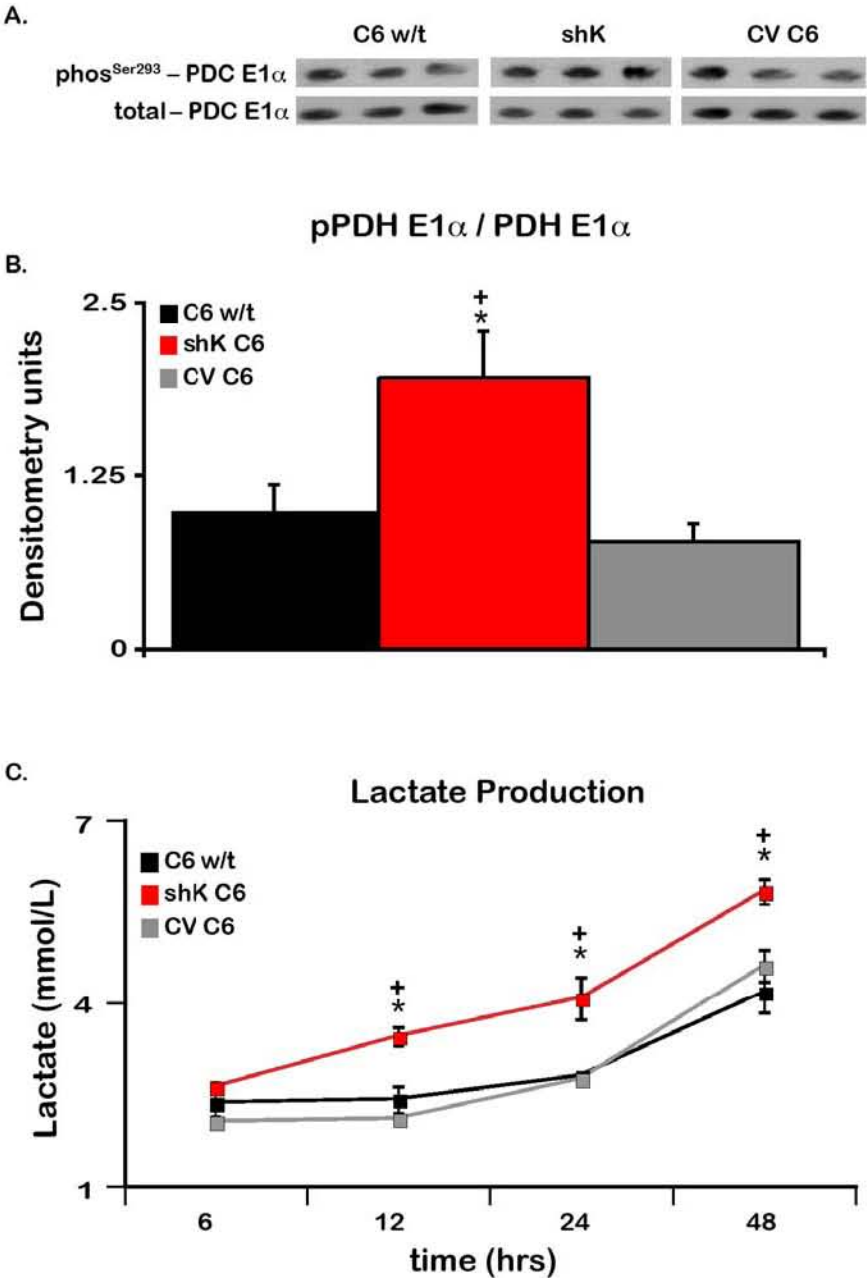 A.
C6 w/t shK CV C6
phosSer293 – PDC E1α
total – PDC E1α
pPDH E1α / PDH E1α
B.
2.5
C6 w/t
shK C6
CV C6
+
*
1.25
0
Densitometry units
C.
Lactate Production
7
C6 w/t
shK C6
CV C6
+
*
+
*
+
*
4
1
Lactate (mmol/L)
6 12 24 48
time (hrs)